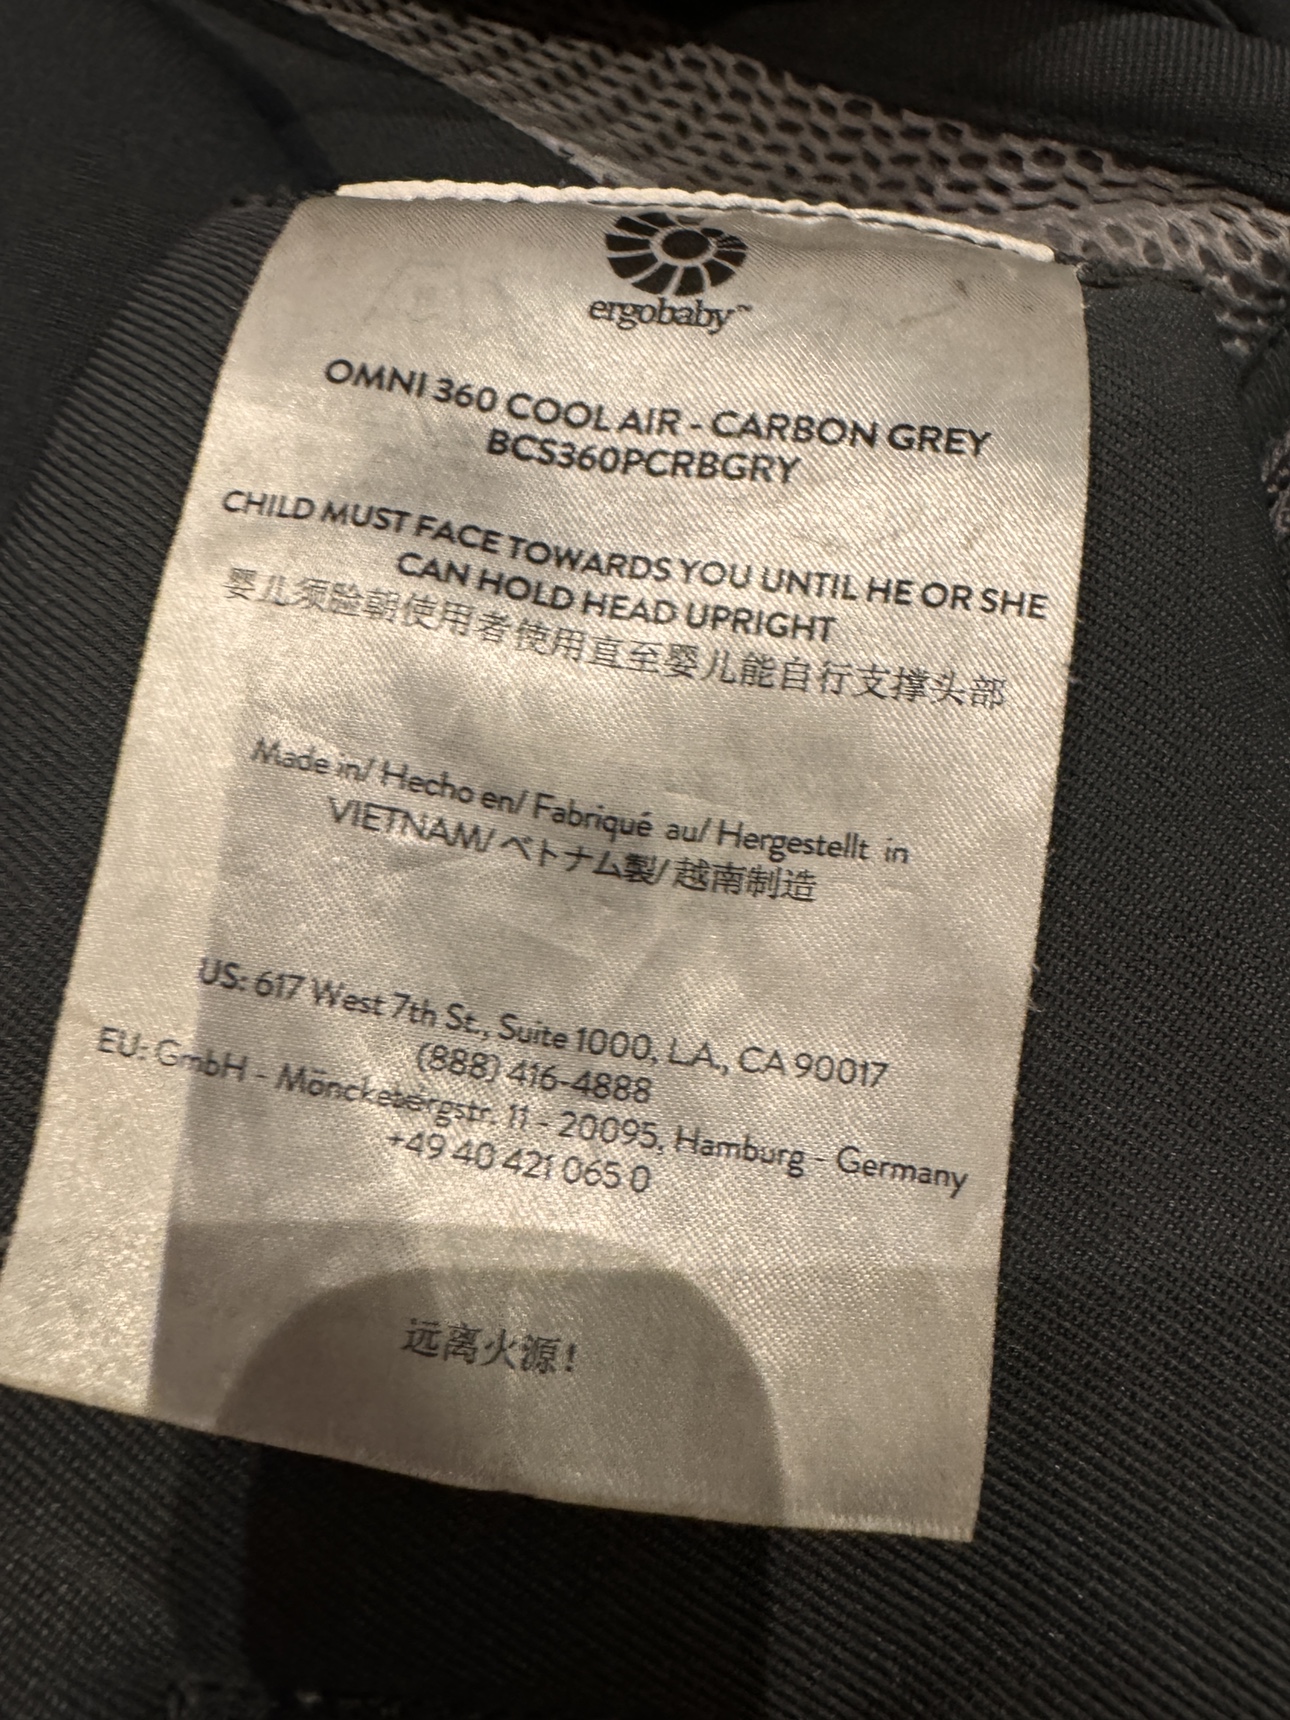 ergobaby™
OMNI 360 COOL AIR - CARBON GREY
BCS360PCRBGRY
CHILD MUST FACE TOWARDS YOU UNTIL HE OR SHE
CAN HOLD HEAD UPRIGHT
婴儿须脸朝使用者使用直至婴儿能自行支撑头部
Made in/ Hecho en/ Fabriqué au/ Hergestellt in
VIETNAM/ ベトナム製/ 越南制造
US: 617 West 7th St., Suite 1000, LA., CA 90017
(888) 416-4888
EU: GmbH - Mönckebergstr. 11 - 20095, Hamburg - Germany
+49 40 421 065 0
远离火源!